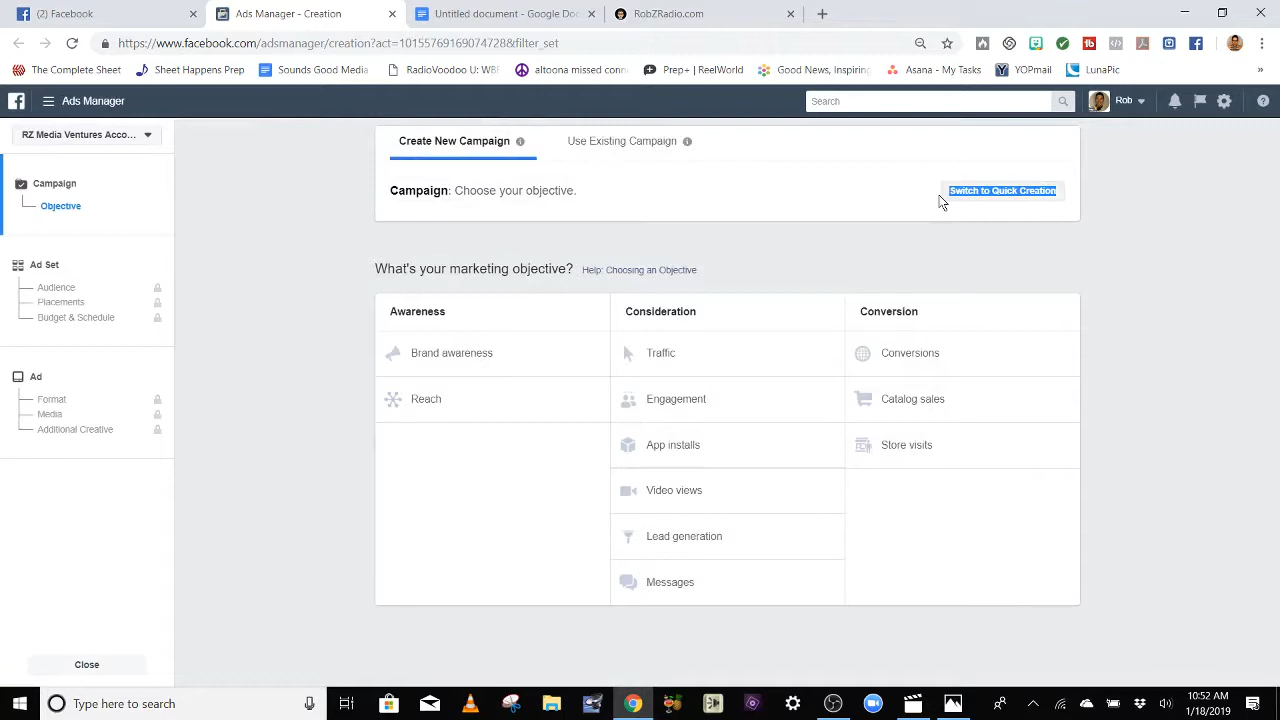 (2) Facebook
Ads Manager - Creation
Untitled document - Google Doc
RobZRadio.com
https://www.facebook.com/adsmanager/creation?act=10155769169074798&filter_set
The Complete Sheet
Sheet Happens Prep
Sounds Good Media
RadioVoodoo U: WBF
altoona missed conn
Prep+ | ReelWorld
Good News, Inspiring
Asana - My Tasks
YOPmail
LunaPic
»
Ads Manager
Search
Rob
RZ Media Ventures Acco...
Create New Campaign
Use Existing Campaign
Campaign
Objective
Campaign: Choose your objective.
Switch to Quick Creation
Ad Set
Audience
Placements
Budget & Schedule
What's your marketing objective? Help: Choosing an Objective
Awareness
Consideration
Conversion
Brand awareness
Traffic
Conversions
Reach
Engagement
Catalog sales
App installs
Store visits
Video views
Lead generation
Messages
Ad
Format
Media
Additional Creative
Close
Type here to search
10:52 AM
1/18/2019